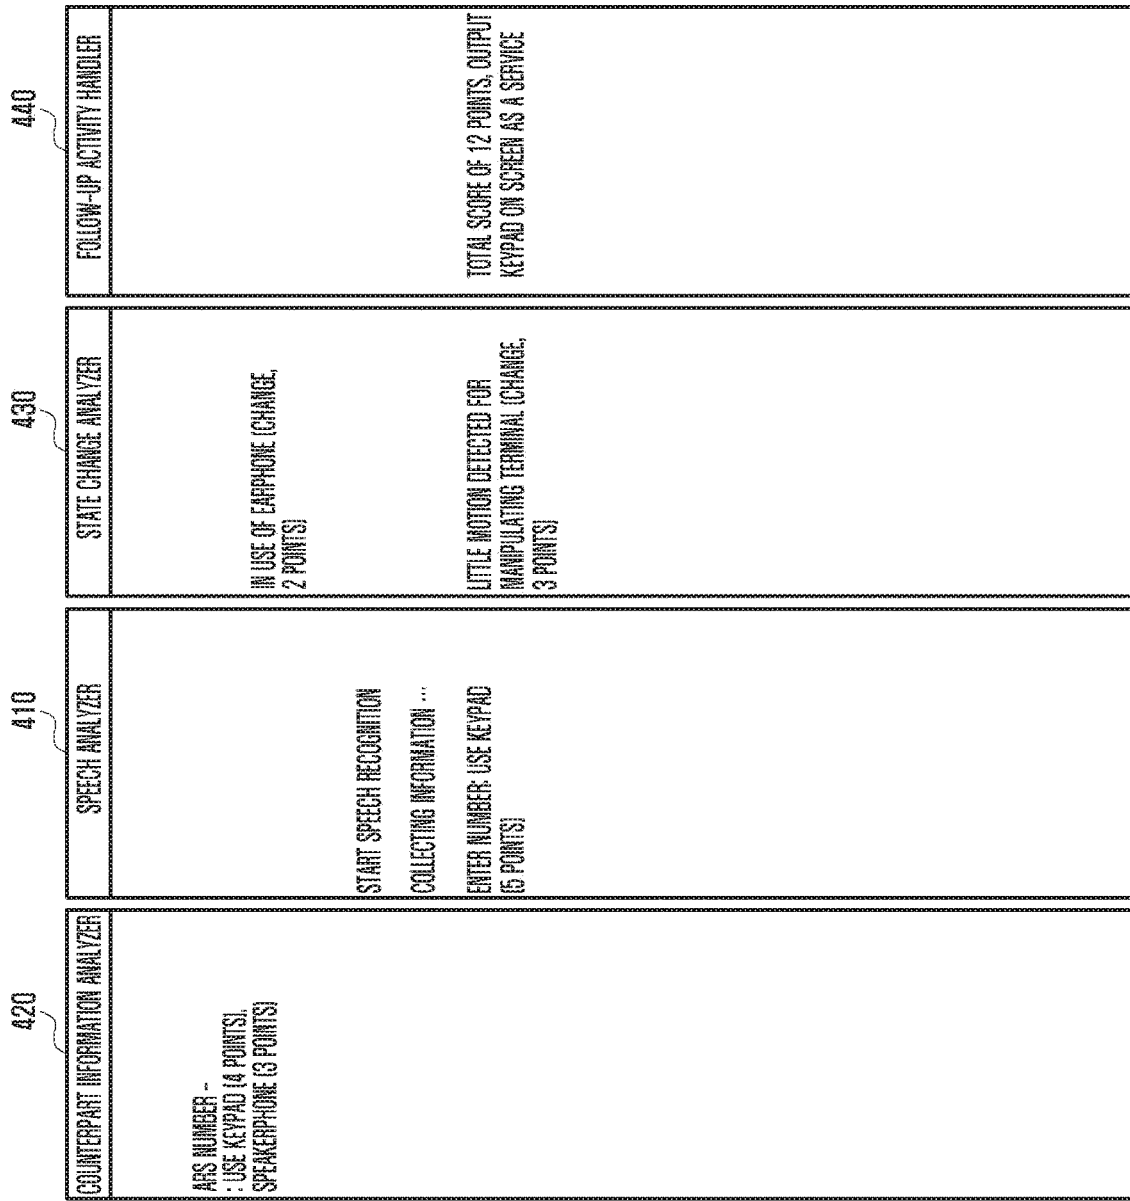 420
COUNTERPART INFORMATION ANALYZER
ARS NUMBER -
: USE KEYPAD (4 POINTS),
SPEAKERPHONE (3 POINTS)
410
SPEECH ANALYZER
START SPEECH RECOGNITION
COLLECTING INFORMATION ...
ENTER NUMBER: USE KEYPAD
(5 POINTS)
430
STATE CHANGE ANALYZER
IN USE OF EARPHONE (CHANGE,
2 POINTS)
LITTLE MOTION DETECTED FOR
MANIPULATING TERMINAL (CHANGE,
3 POINTS)
440
FOLLOW-UP ACTIVITY HANDLER
TOTAL SCORE OF 12 POINTS, OUTPUT
KEYPAD ON SCREEN AS A SERVICE